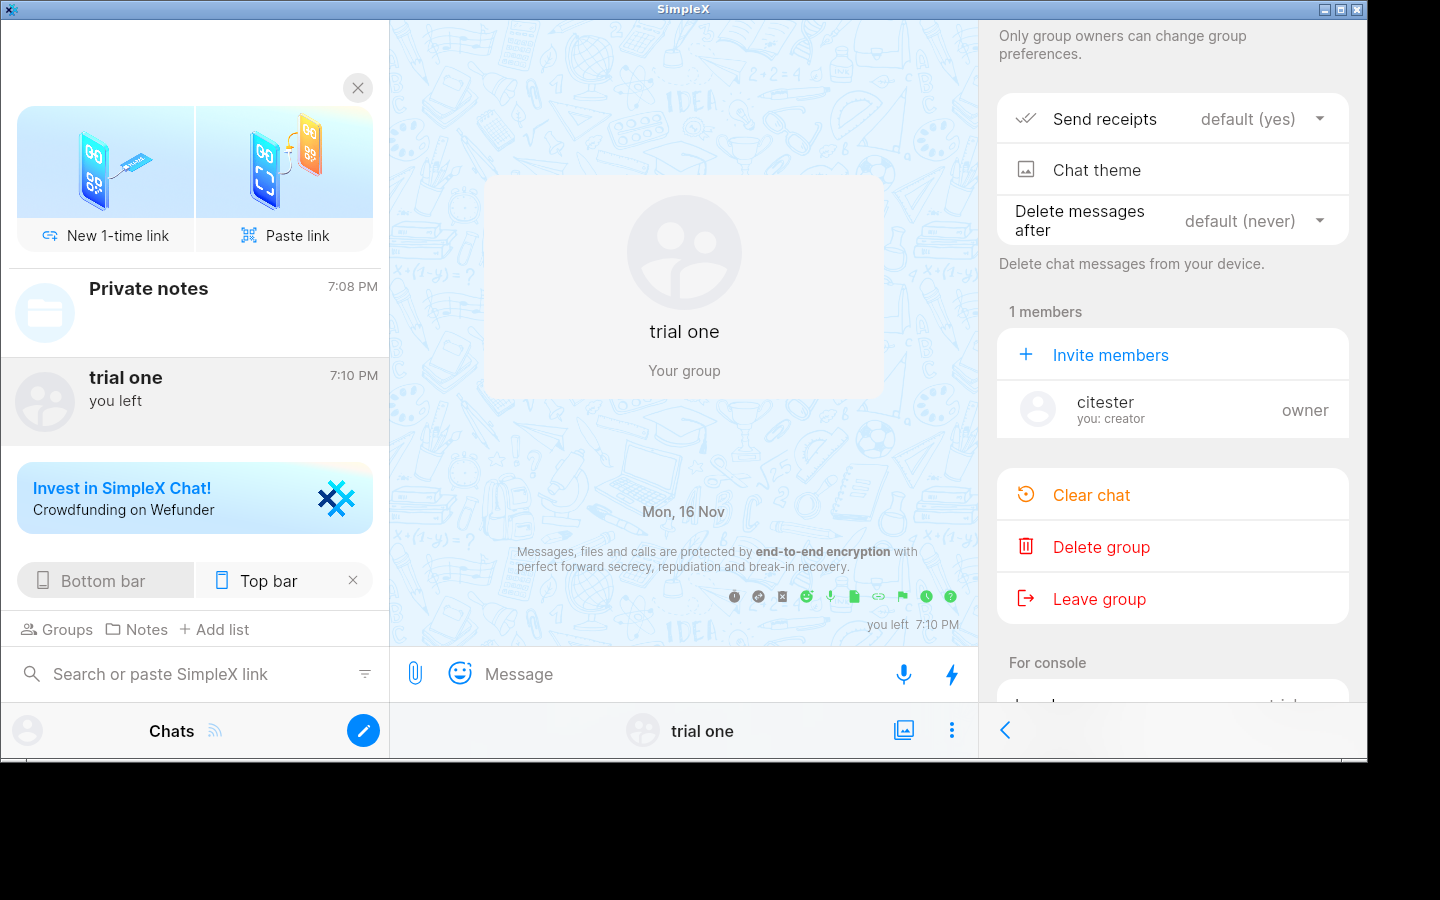 SimpleX
New 1-time link
Paste link
Private notes
7:08 PM
trial one
7:10 PM
you left
Invest in SimpleX Chat!
Crowdfunding on Wefunder
Bottom bar
Top bar
Groups
Notes
Add list
Search or paste SimpleX link
Chats
IDEA
2+2=4
trial one
Your group
Mon, 16 Nov
Messages, files and calls are protected by end-to-end encryption with
perfect forward secrecy, repudiation and break-in recovery.
you left 7:10 PM
IDEA
Message
trial one
Only group owners can change group
preferences.
Send receipts
default (yes)
Chat theme
Delete messages
after
default (never)
Delete chat messages from your device.
1 members
Invite members
citester
you: creator
owner
Clear chat
Delete group
Leave group
For console